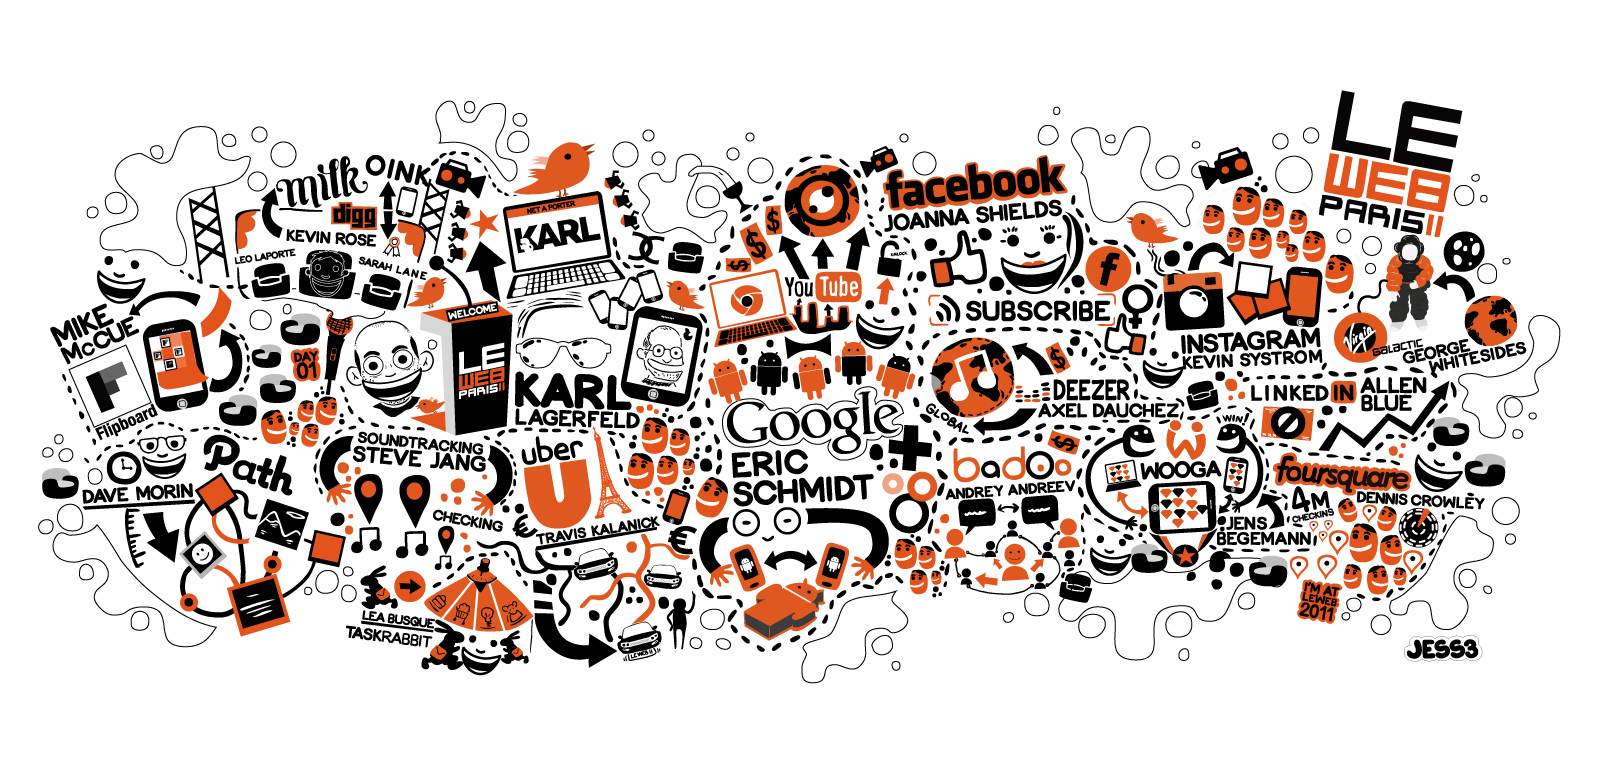 LE
WEB
PARIS 11
milk
OINK
digg
KEVIN ROSE
LEO LAPORTE
SARAH LANE
MIKE
McCUE
F
Flipboard
DAY
01
WELCOME
LE
WEB
PARIS 11
NET A PORTER
KARL
KARL
LAGERFELD
You Tube
UNLOCK
facebook
JOANNA SHIELDS
f
SUBSCRIBE
INSTAGRAM
KEVIN SYSTROM
Virgin
GALACTIC
GEORGE
WHITESIDES
DEEZER
AXEL DAUCHEZ
GLOBAL
LINKED IN
ALLEN
BLUE
Google
ERIC
SCHMIDT
DAVE MORIN
Path
SOUNDTRACKING
STEVE JANG
CHECKING
uber
U
TRAVIS KALANICK
LEA BUSQUE
TASKRABBIT
LE WEB
badoo
ANDREY ANDREEV
WIN!
WOOGA
JENS
BEGEMANN
foursquare
4M
CHECKINS
DENNIS CROWLEY
I'M AT
LEWEB
2011
JESS3